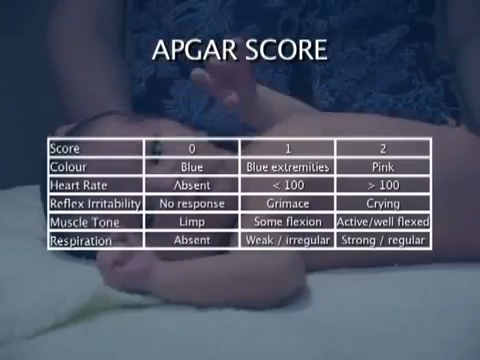 APGAR SCORE
Score 0 1 2
Colour Blue Blue extremities Pink
Heart Rate Absent < 100 > 100
Reflex Irritability No response Grimace Crying
Muscle Tone Limp Some flexion Active/well flexed
Respiration Absent Weak / irregular Strong / regular